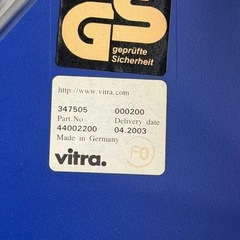 GS
geprüfte
Sicherheit
http://www.vitra.com
347505 000200
Part.No Delivery date
44002200 04.2003
Made in Germany
vitra.
FO